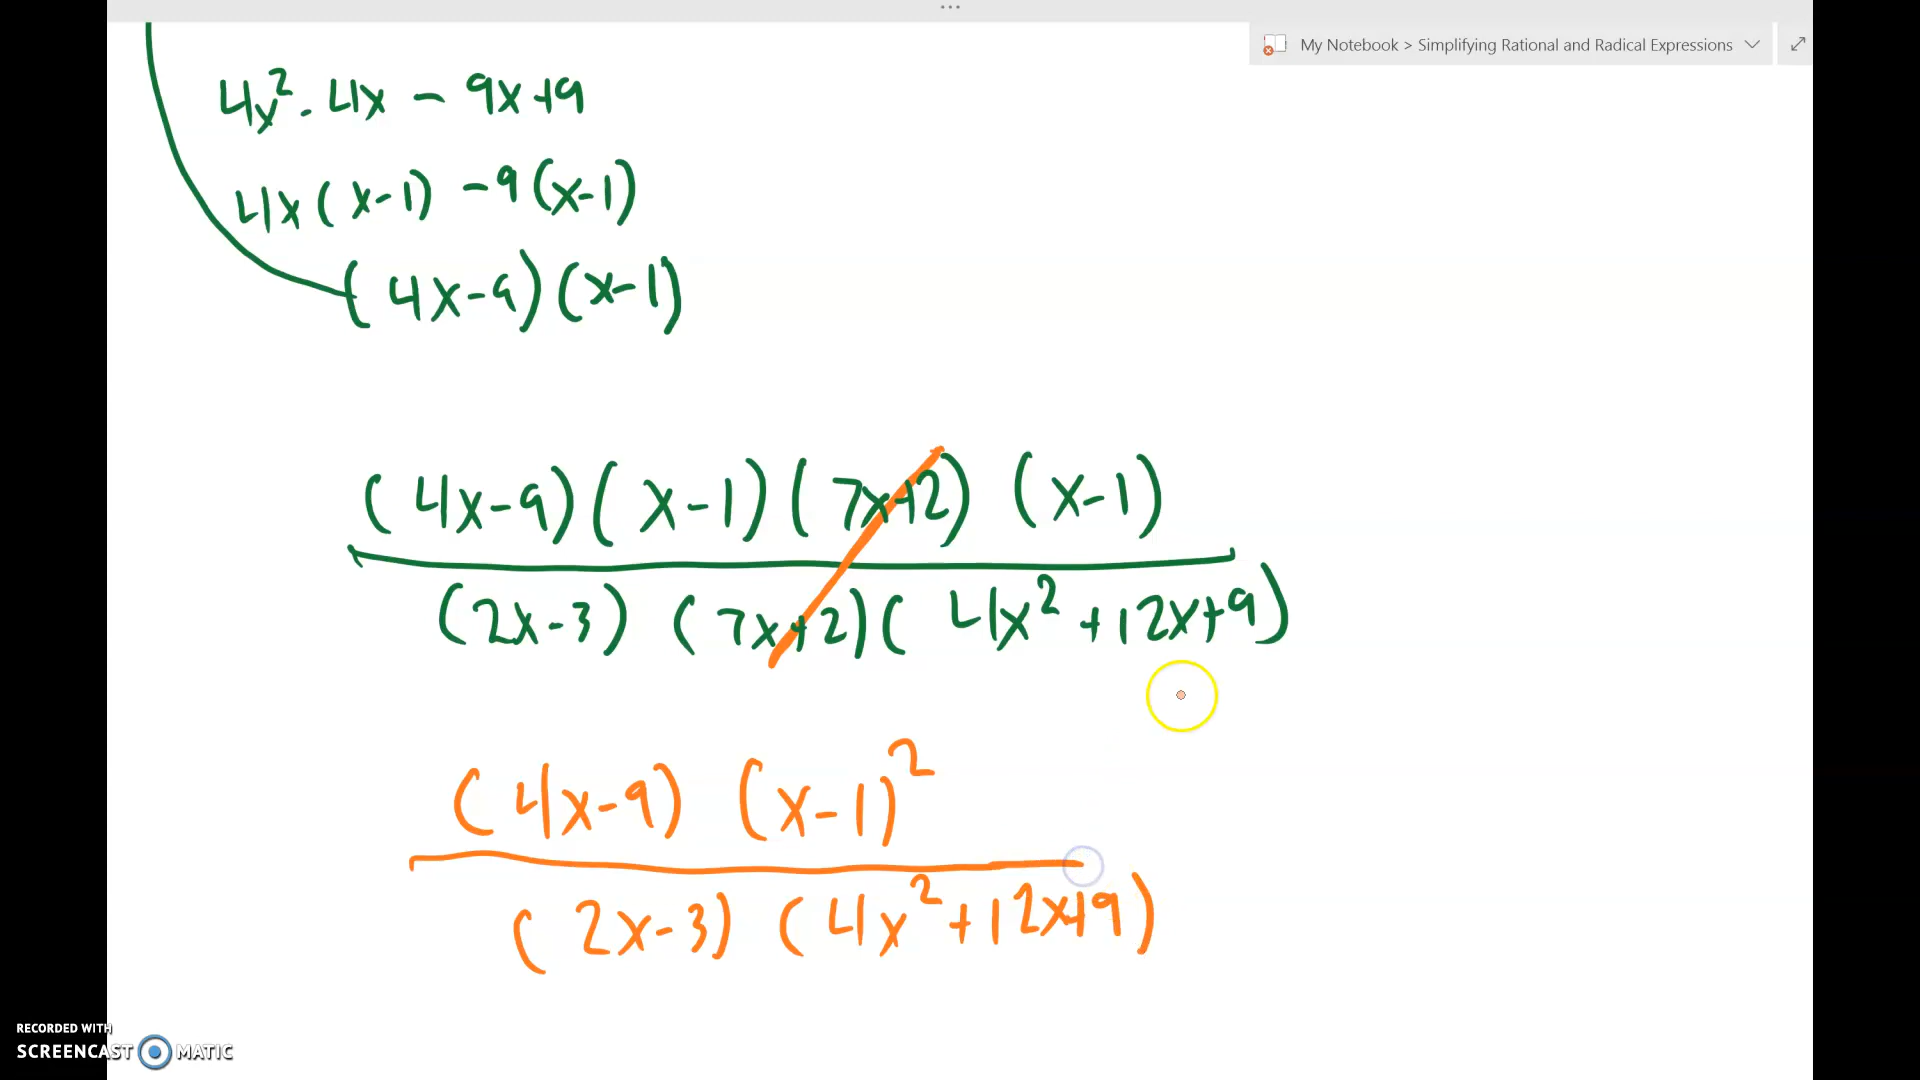 My Notebook > Simplifying Rational and Radical Expressions
4x² - 4x - 9x+9
4x(x-1) -9(x-1)
(4x-9)(x-1)
(4x-9)(x-1)(7x+2)(x-1)
(2x-3)(7x+2)(4x²+12x+9)
(4x-9)(x-1)²
(2x-3)(4x²+12x+9)
RECORDED WITH
SCREENCAST MATIC